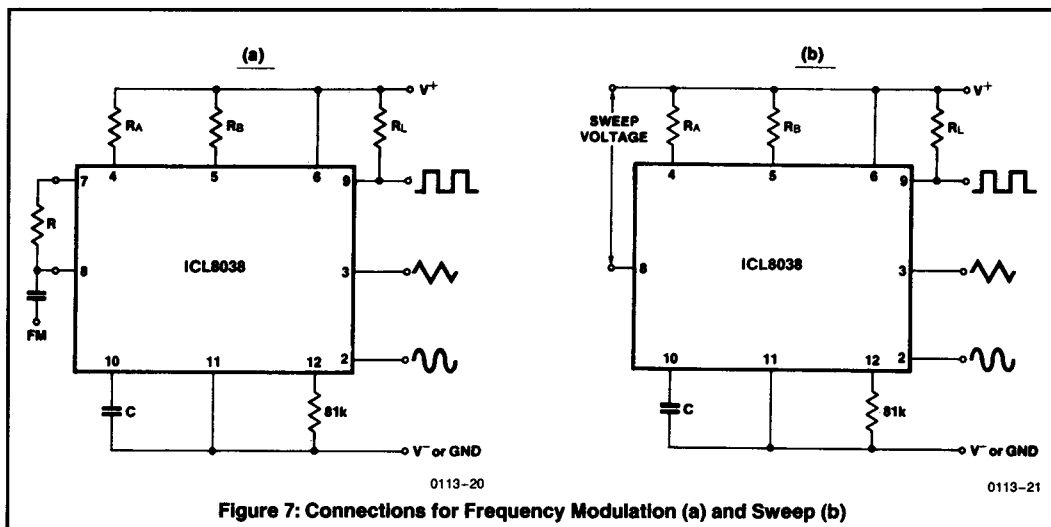 (a)
V+
RA
RB
RL
4
5
6
7
9
R
8
ICL8038
3
FM
10
11
12
2
C
81k
V− or GND
0113–20
(b)
V+
SWEEP
VOLTAGE
RA
RB
RL
4
5
6
9
8
ICL8038
3
10
11
12
2
C
81k
V− or GND
0113–21
Figure 7: Connections for Frequency Modulation (a) and Sweep (b)